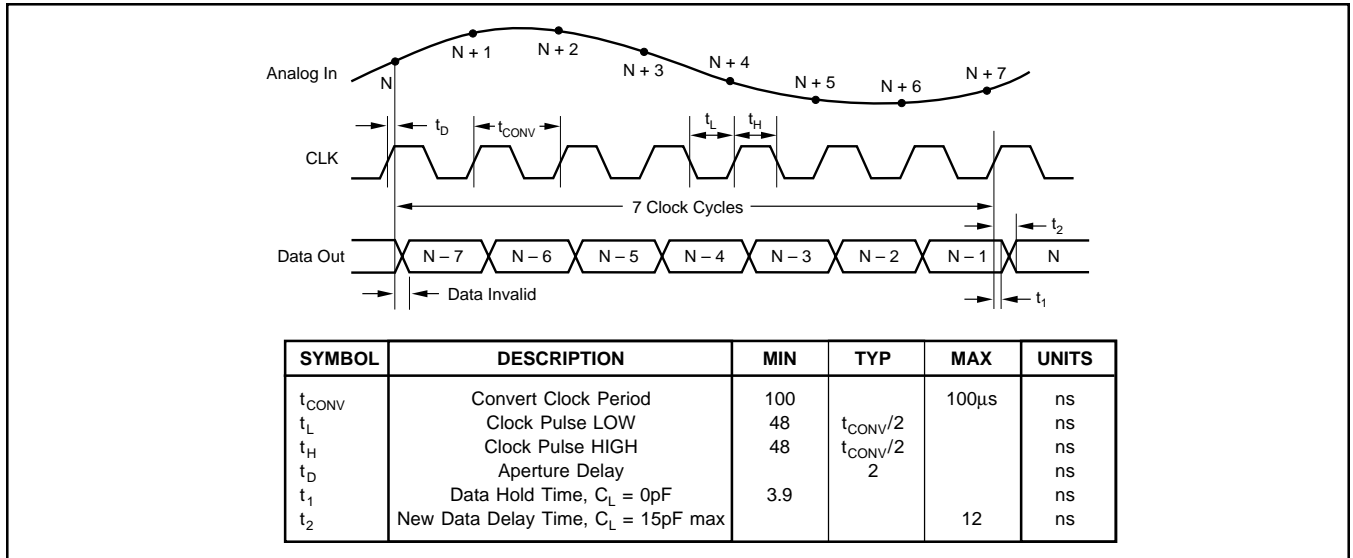 N + 1
N + 2
N + 3
N + 4
N + 5
N + 6
N + 7
Analog In
N
t_D
t_CONV
t_L
t_H
CLK
7 Clock Cycles
t_2
Data Out
N – 7
N – 6
N – 5
N – 4
N – 3
N – 2
N – 1
N
Data Invalid
t_1
SYMBOL DESCRIPTION MIN TYP MAX UNITS
t_CONV Convert Clock Period 100 100µs ns
t_L Clock Pulse LOW 48 t_CONV/2 ns
t_H Clock Pulse HIGH 48 t_CONV/2 ns
t_D Aperture Delay 2 ns
t_1 Data Hold Time, C_L = 0pF 3.9 ns
t_2 New Data Delay Time, C_L = 15pF max 12 ns